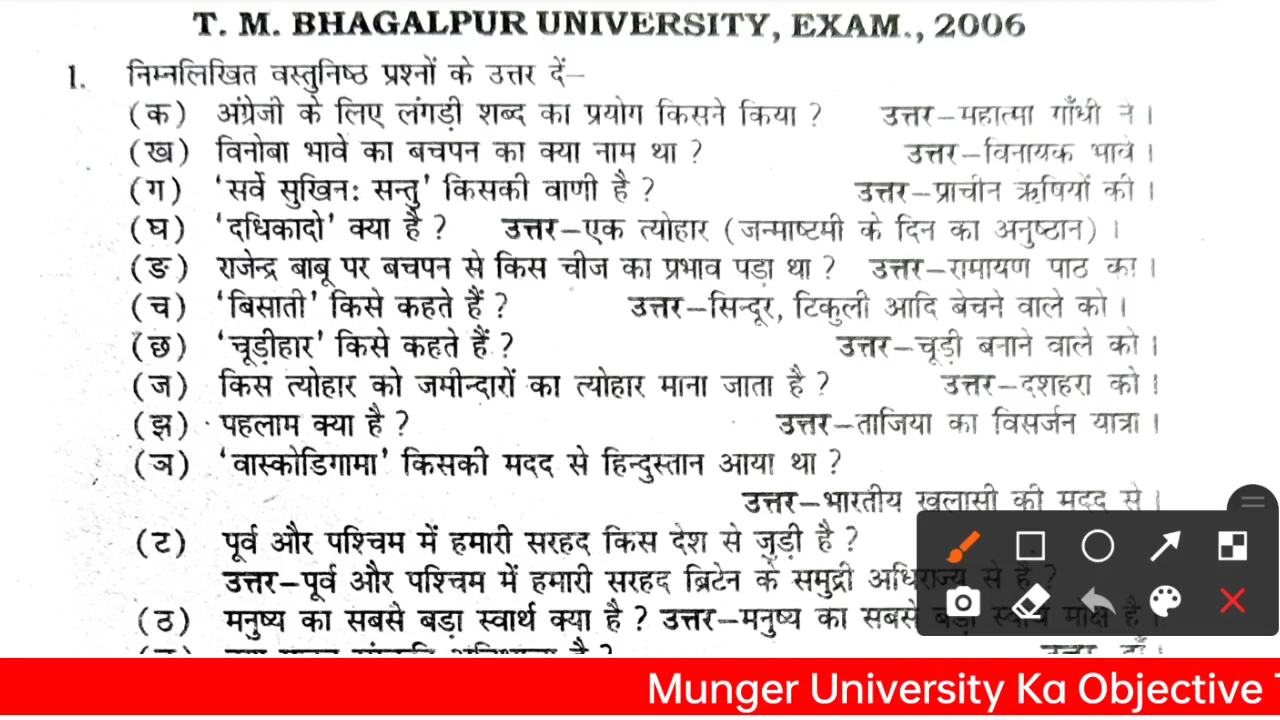 T. M. BHAGALPUR UNIVERSITY, EXAM., 2006
1. निम्नलिखित वस्तुनिष्ठ प्रश्नों के उत्तर दें–
(क) अंग्रेजी के लिए लंगड़ी शब्द का प्रयोग किसने किया ? उत्तर–महात्मा गाँधी ने ।
(ख) विनोबा भावे का बचपन का क्या नाम था ? उत्तर–विनायक भावे ।
(ग) 'सर्वे सुखिनः सन्तु' किसकी वाणी है ? उत्तर–प्राचीन ऋषियों की ।
(घ) 'दधिकादो' क्या है ? उत्तर–एक त्योहार (जन्माष्टमी के दिन का अनुष्ठान) ।
(ङ) राजेन्द्र बाबू पर बचपन से किस चीज का प्रभाव पड़ा था ? उत्तर–रामायण पाठ का ।
(च) 'बिसाती' किसे कहते हैं ? उत्तर–सिन्दूर, टिकुली आदि बेचने वाले को ।
(छ) 'चूड़ीहार' किसे कहते हैं ? उत्तर–चूड़ी बनाने वाले को ।
(ज) किस त्योहार को जमीन्दारों का त्योहार माना जाता है ? उत्तर–दशहरा को ।
(झ) पहलाम क्या है ? उत्तर–ताजिया का विसर्जन यात्रा ।
(ञ) 'वास्कोडिगामा' किसकी मदद से हिन्दुस्तान आया था ?
उत्तर–भारतीय खलासी की मदद से ।
(ट) पूर्व और पश्चिम में हमारी सरहद किस देश से जुड़ी है ?
उत्तर–पूर्व और पश्चिम में हमारी सरहद ब्रिटेन के समुद्री अधिराज्य से है ?
(ठ) मनुष्य का सबसे बड़ा स्वार्थ क्या है ? उत्तर–मनुष्य का सबसे बड़ा स्वार्थ मोक्ष है ।
Munger University Ka Objective